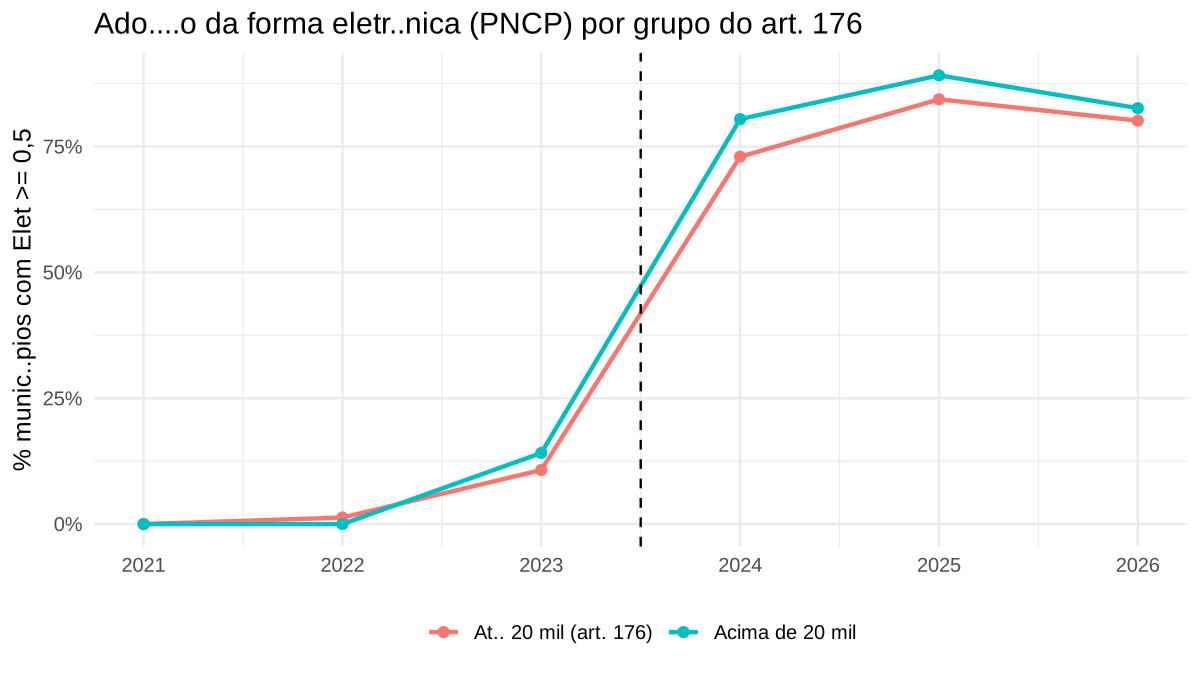 Ado....o da forma eletr..nica (PNCP) por grupo do art. 176
% munic..pios com Elet >= 0,5
75%
50%
25%
0%
2021 2022 2023 2024 2025 2026
At.. 20 mil (art. 176) Acima de 20 mil